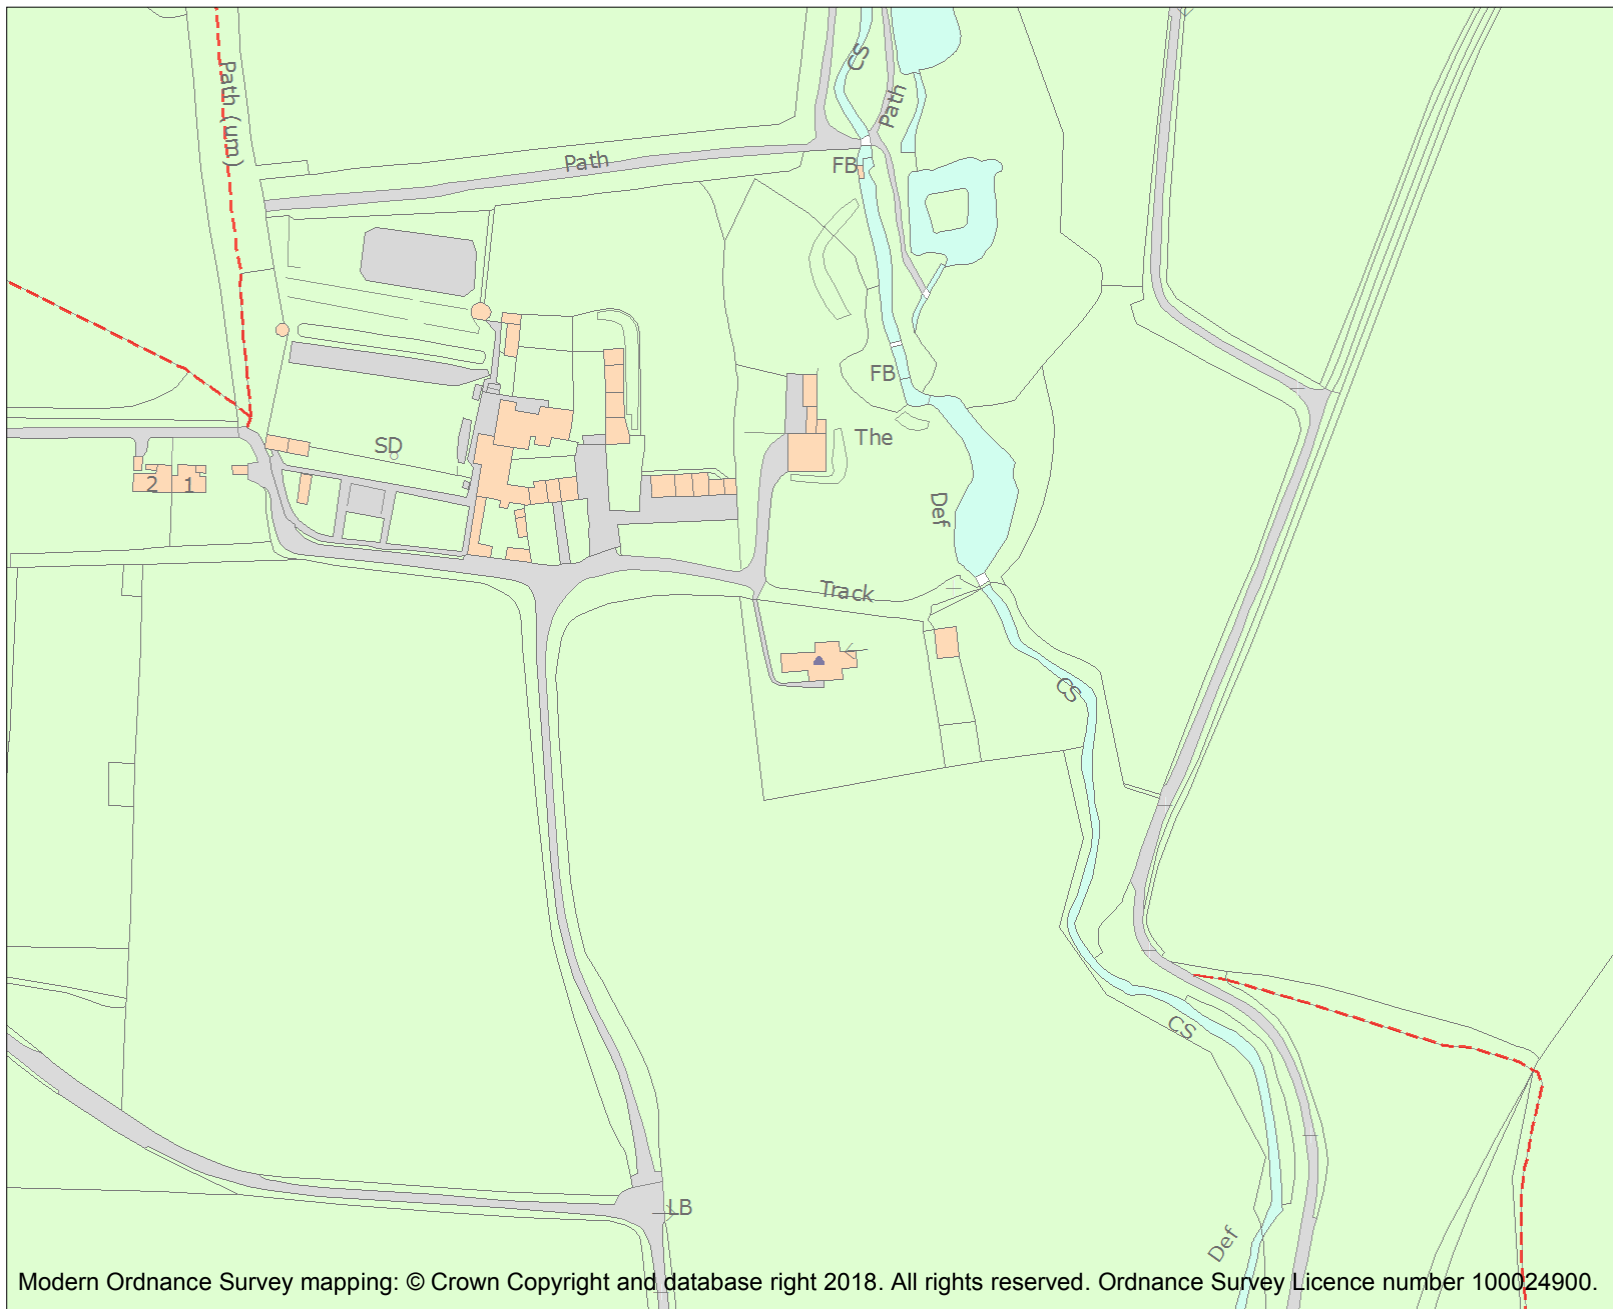 CS
Path (um)
Path
Path
FB
FB
The
SD
2
1
Def
Track
CS
CS
LB
Def
Modern Ordnance Survey mapping: © Crown Copyright and database right 2018. All rights reserved. Ordnance Survey Licence number 100024900.